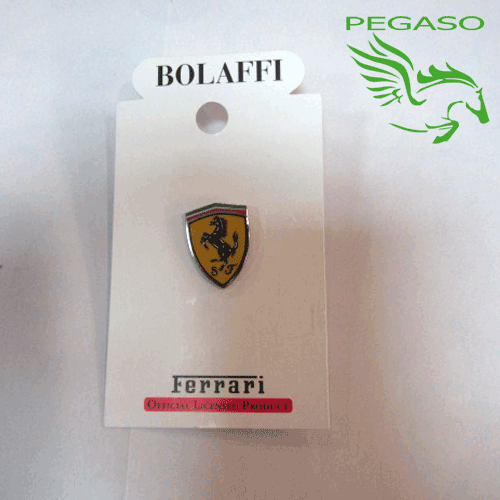 PEGASO
BOLAFFI
S F
Ferrari
OFFICIAL LICENSED PRODUCT